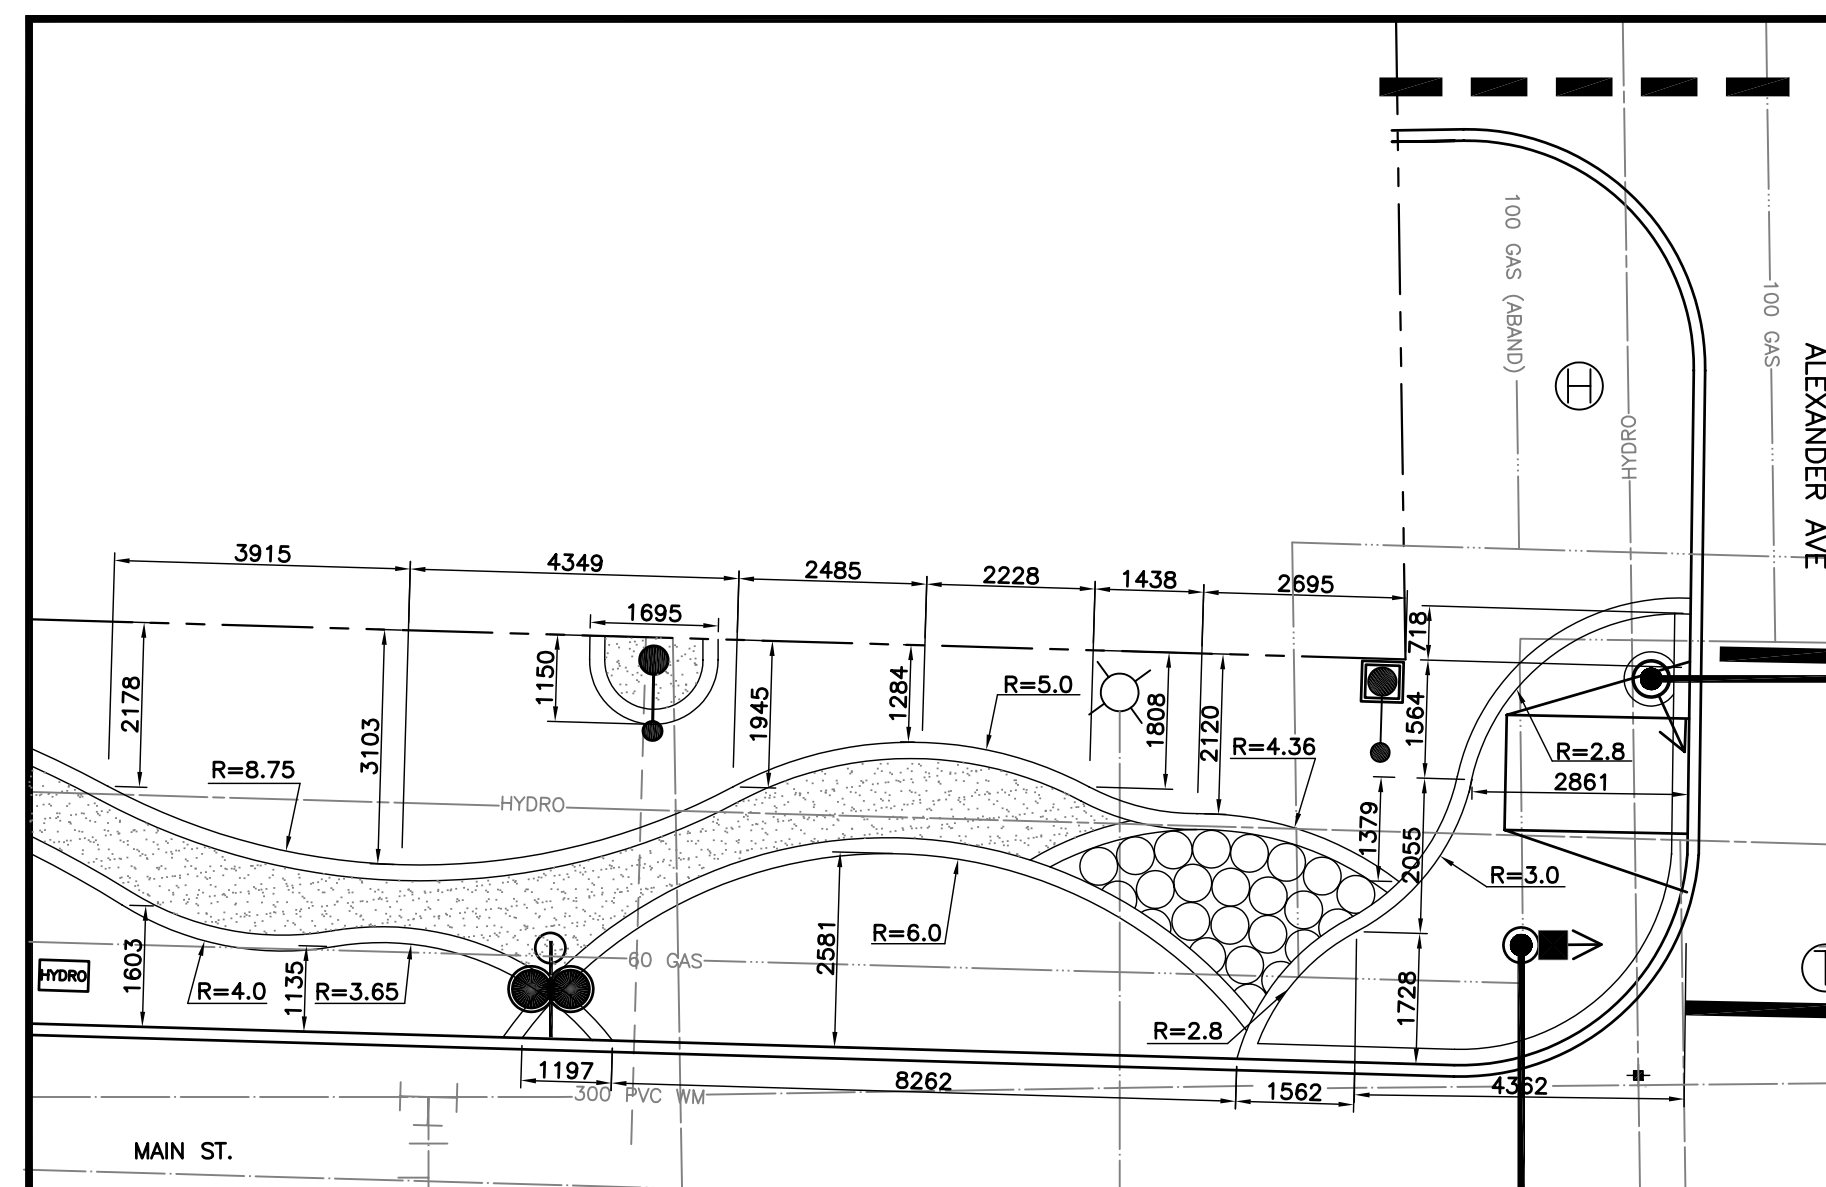 100 GAS (ABAND)
100 GAS
HYDRO
ALEXANDER AVE
3915
4349
2485
2228
1438
2695
1695
718
2178
3103
1150
1945
1284
R=5.0
1808
2120
1564
R=4.36
R=2.8
2861
R=8.75
HYDRO
1379
2055
R=3.0
1603
R=4.0
1135
R=3.65
HYDRO
60 GAS
2581
R=6.0
1728
R=2.8
1197
8262
1562
4362
300 PVC WM
MAIN ST.
H